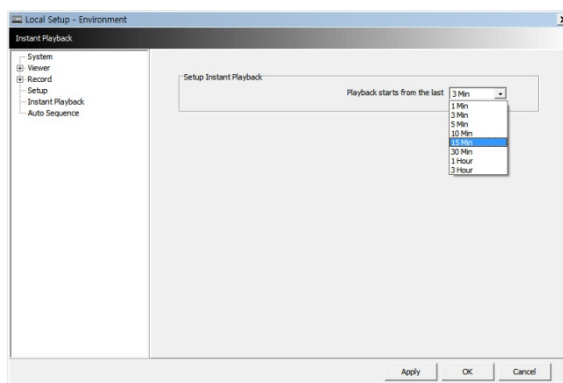 Local Setup - Environment
Instant Playback
System
Viewer
Record
Setup
Instant Playback
Auto Sequence
Setup Instant Playback
Playback starts from the last 3 Min
1 Min
3 Min
5 Min
10 Min
15 Min
30 Min
1 Hour
3 Hour
Apply OK Cancel